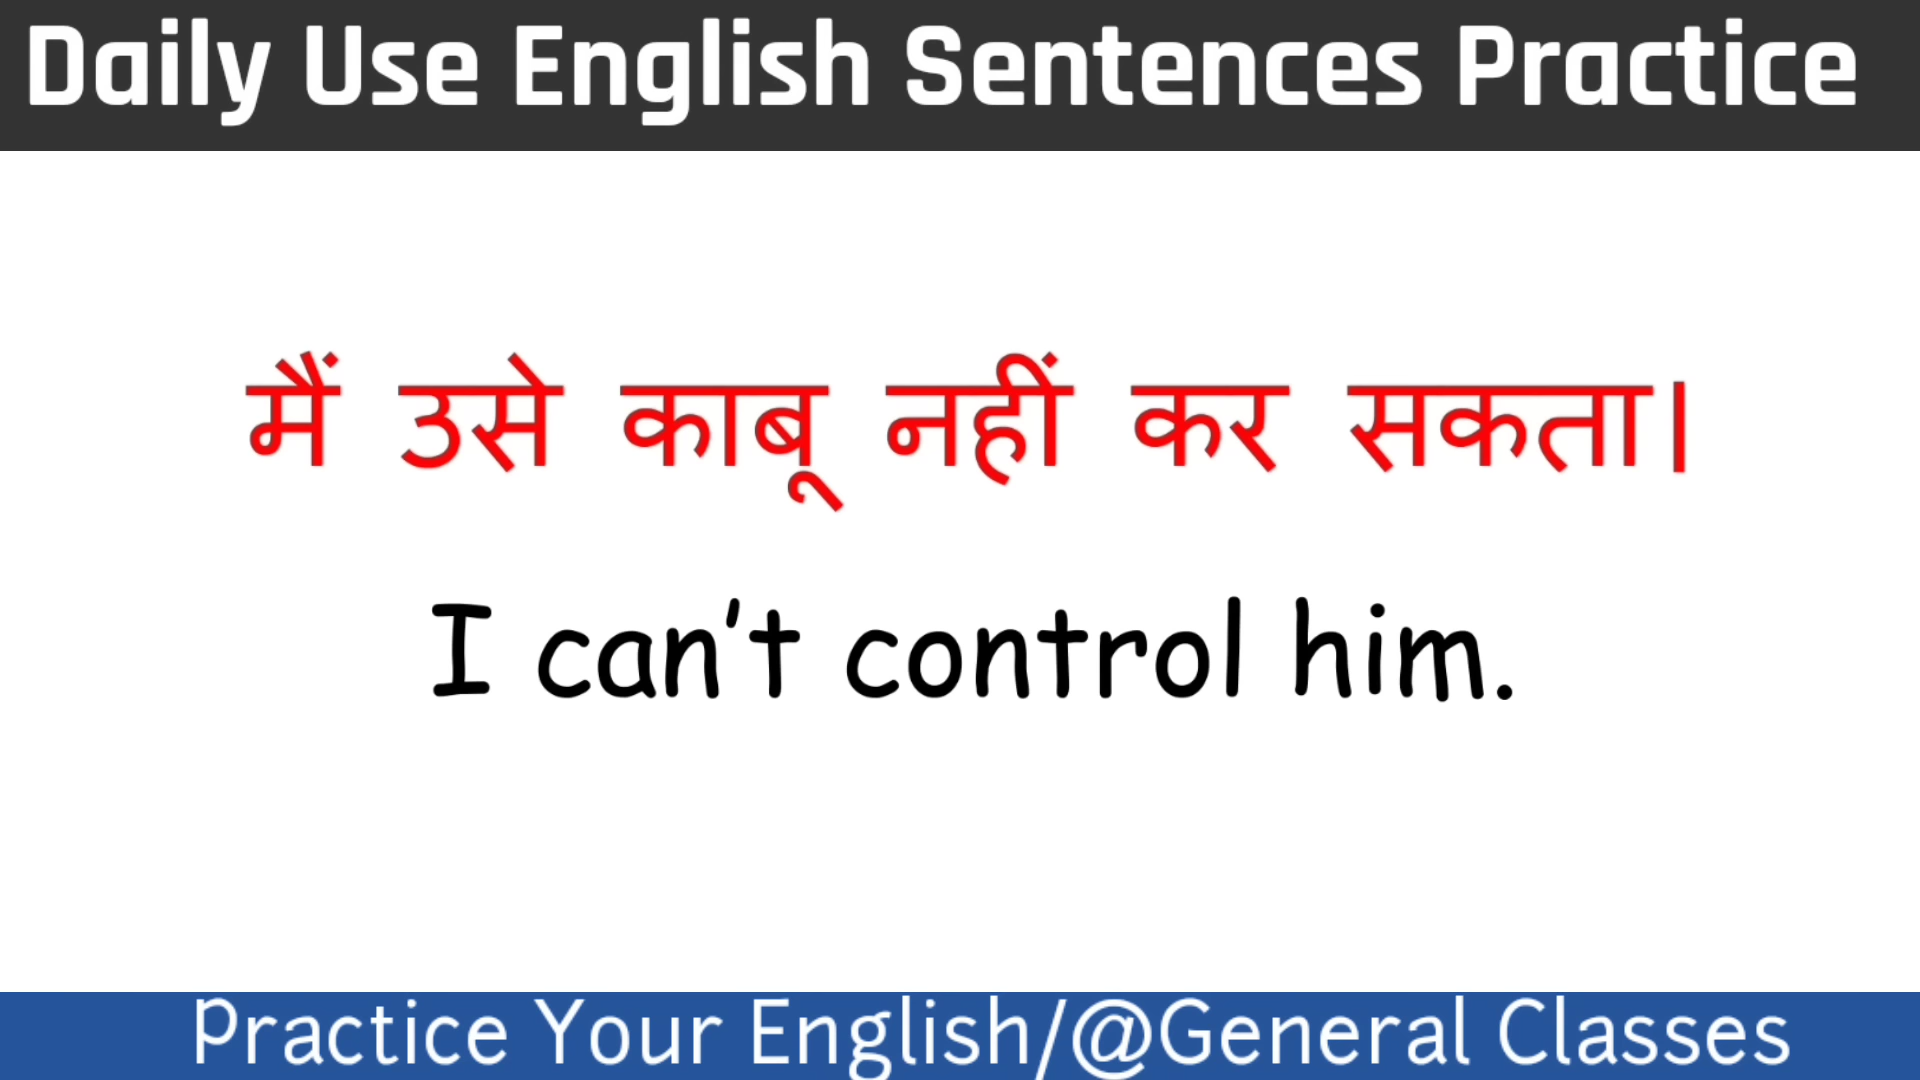 Daily Use English Sentences Practice
मैं उसे काबू नहीं कर सकता।
I can't control him.
Practice Your English/@General Classes